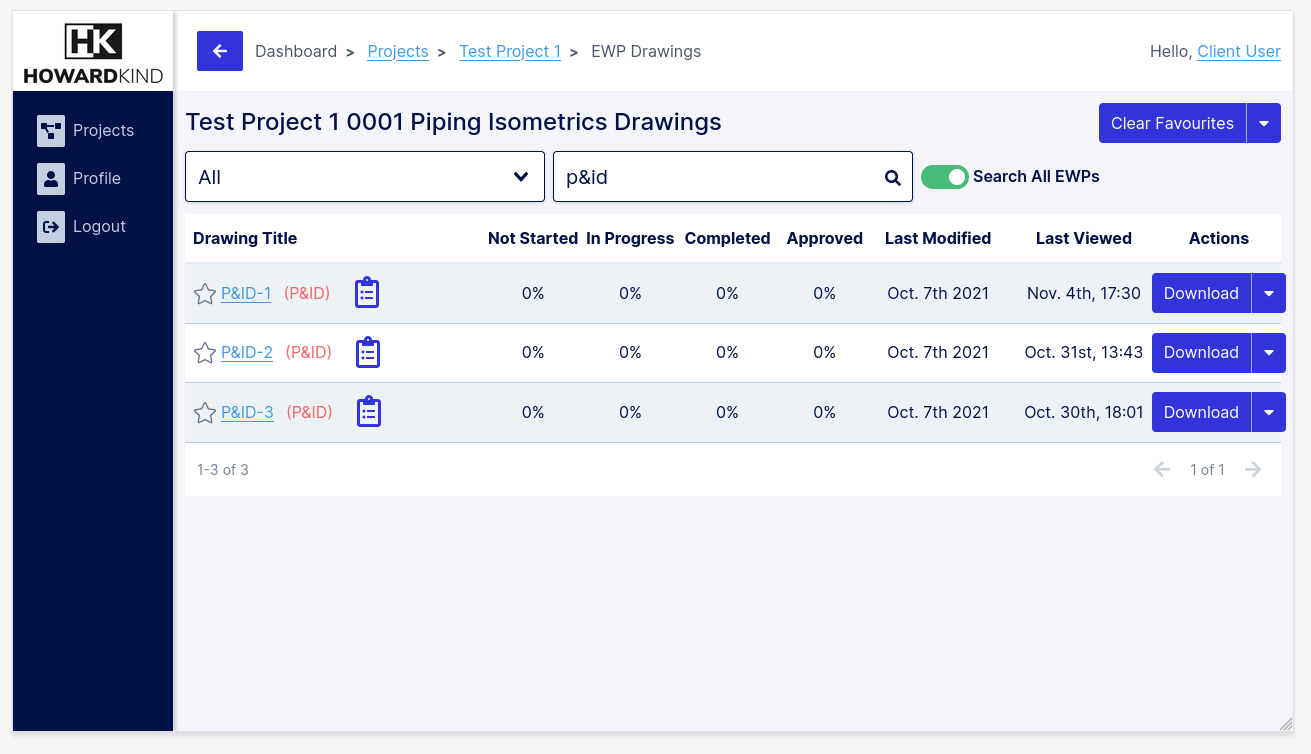 HK
HOWARDKIND
Dashboard > Projects > Test Project 1 > EWP Drawings
Hello, Client User
Projects
Profile
Logout
Test Project 1 0001 Piping Isometrics Drawings
Clear Favourites
All
p&id
Search All EWPs
Drawing Title Not Started In Progress Completed Approved Last Modified Last Viewed Actions
P&ID-1 (P&ID) 0% 0% 0% 0% Oct. 7th 2021 Nov. 4th, 17:30 Download
P&ID-2 (P&ID) 0% 0% 0% 0% Oct. 7th 2021 Oct. 31st, 13:43 Download
P&ID-3 (P&ID) 0% 0% 0% 0% Oct. 7th 2021 Oct. 30th, 18:01 Download
1-3 of 3
1 of 1